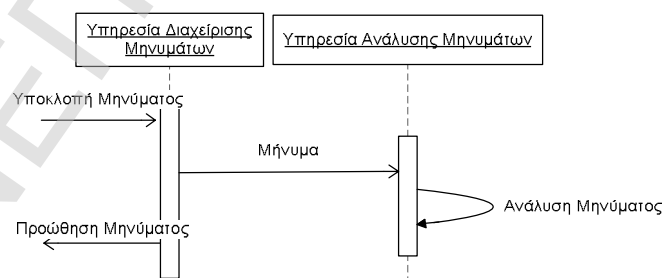 Υπηρεσία Διαχείρισης
Μηνυμάτων
Υπηρεσία Ανάλυσης Μηνυμάτων
Υποκλοπή Μηνύματος
Μήνυμα
Ανάλυση Μηνύματος
Προώθηση Μηνύματος